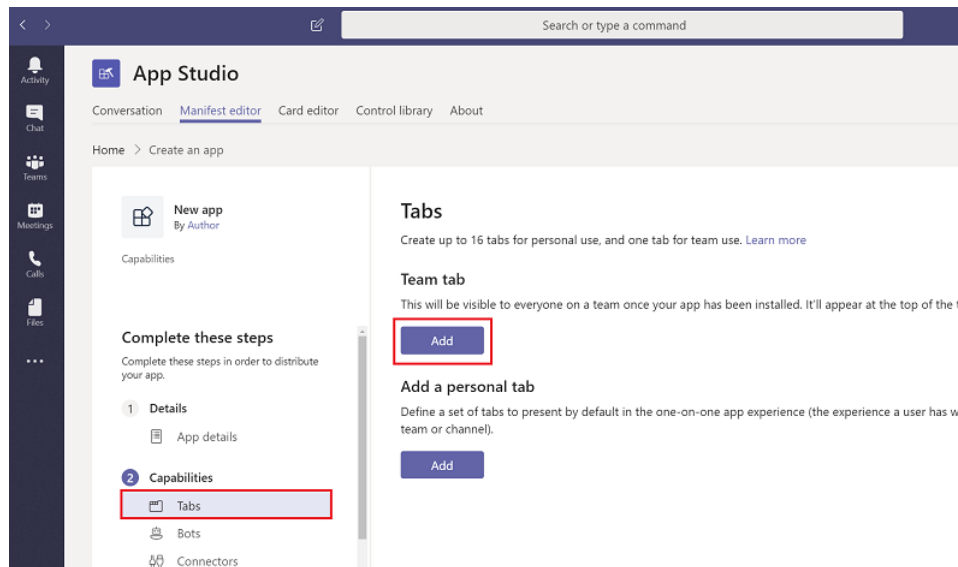 Search or type a command
Activity
Chat
Teams
Meetings
Calls
Files
App Studio
Conversation Manifest editor Card editor Control library About
Home > Create an app
New app
By Author
Capabilities
Complete these steps
Complete these steps in order to distribute
your app.
1 Details
App details
2 Capabilities
Tabs
Bots
Connectors
Tabs
Create up to 16 tabs for personal use, and one tab for team use. Learn more
Team tab
This will be visible to everyone on a team once your app has been installed. It'll appear at the top of the
Add
Add a personal tab
Define a set of tabs to present by default in the one-on-one app experience (the experience a user has
team or channel).
Add